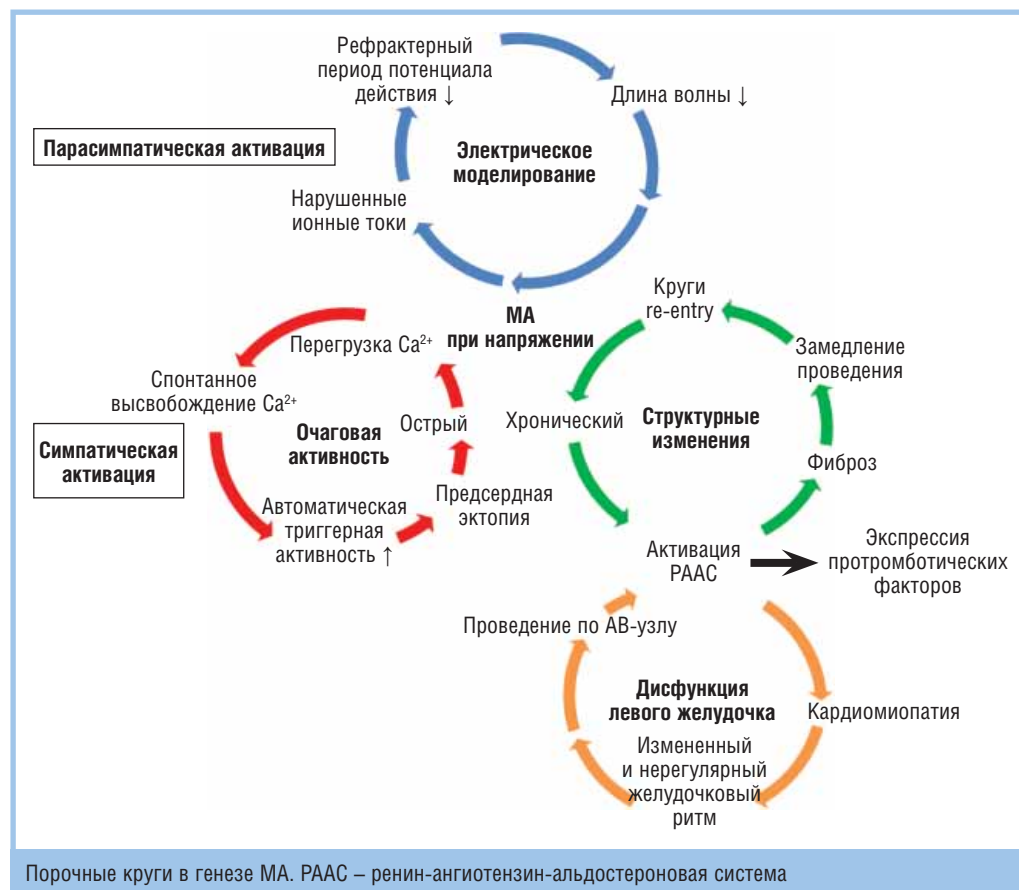 Рефрактерный
период потенциала
действия ↓
Длина волны ↓
Парасимпатическая активация
Электрическое
моделирование
Нарушенные
ионные токи
МА
при напряжении
Круги
re-entry
Перегрузка Ca²⁺
Замедление
проведения
Спонтанное
высвобождение Ca²⁺
Очаговая
активность
Острый
Хронический
Структурные
изменения
Симпатическая
активация
Фиброз
Автоматическая
триггерная
активность ↑
Предсердная
эктопия
Активация
РААС
Экспрессия
протромботических
факторов
Проведение по АВ-узлу
Дисфункция
левого желудочка
Кардиомиопатия
Измененный
и нерегулярный
желудочковый
ритм
Порочные круги в генезе МА. РААС – ренин-ангиотензин-альдостероновая система